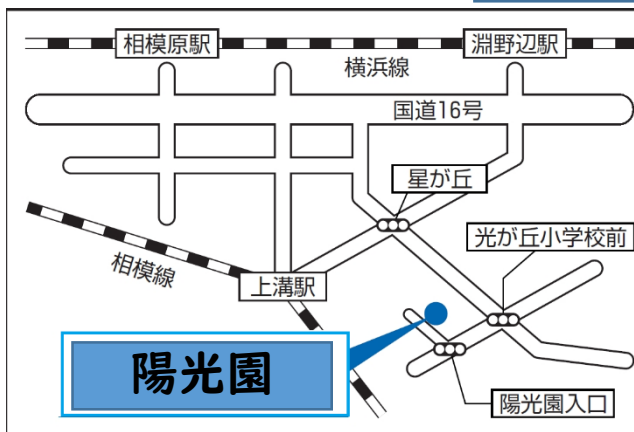 相模原駅
淵野辺駅
横浜線
国道16号
星が丘
光が丘小学校前
相模線
上溝駅
陽光園
陽光園入口